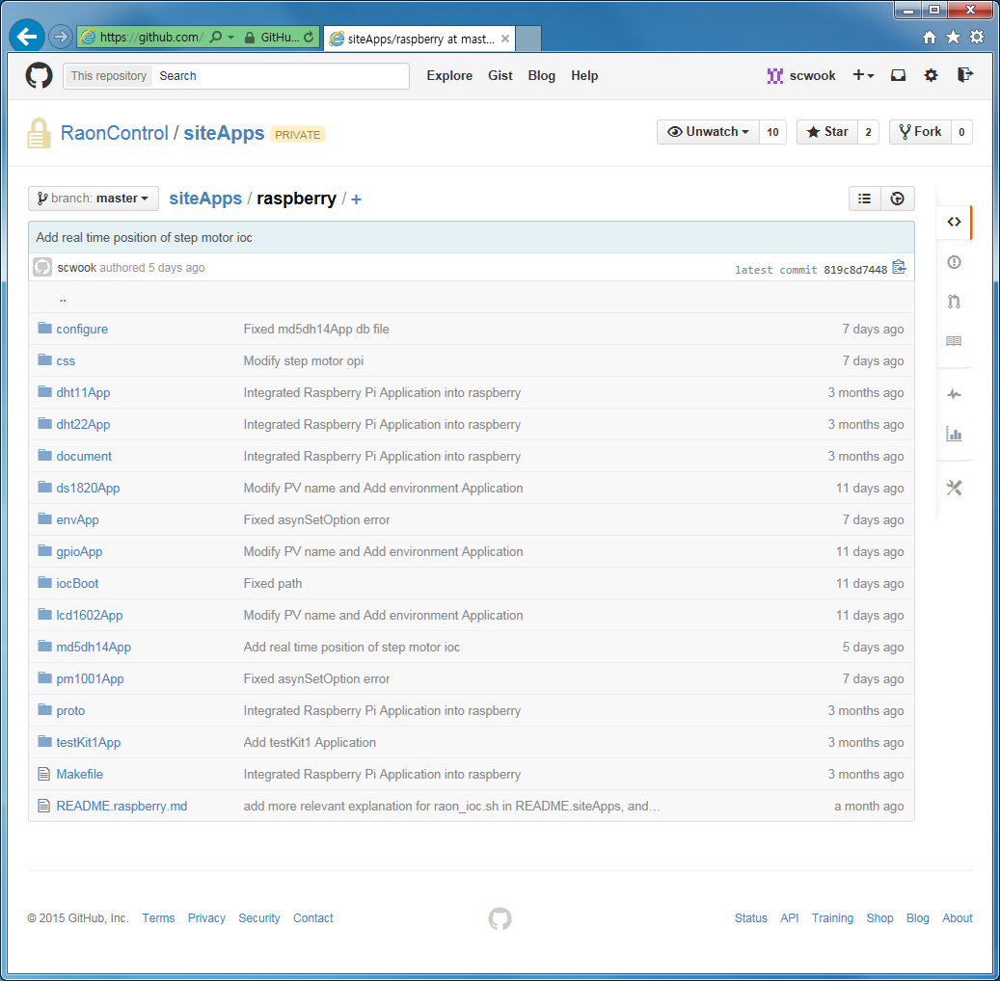 https://github.com/ GitHu... siteApps/raspberry at mast...
This repository Search Explore Gist Blog Help scwook
RaonControl / siteApps PRIVATE Unwatch 10 Star 2 Fork 0
branch: master siteApps / raspberry / +
Add real time position of step motor ioc
scwook authored 5 days ago latest commit 819c8d7448
..
configure Fixed md5dh14App db file 7 days ago
css Modify step motor opi 7 days ago
dht11App Integrated Raspberry Pi Application into raspberry 3 months ago
dht22App Integrated Raspberry Pi Application into raspberry 3 months ago
document Integrated Raspberry Pi Application into raspberry 3 months ago
ds1820App Modify PV name and Add environment Application 11 days ago
envApp Fixed asynSetOption error 7 days ago
gpioApp Modify PV name and Add environment Application 11 days ago
iocBoot Fixed path 11 days ago
lcd1602App Modify PV name and Add environment Application 11 days ago
md5dh14App Add real time position of step motor ioc 5 days ago
pm1001App Fixed asynSetOption error 7 days ago
proto Integrated Raspberry Pi Application into raspberry 3 months ago
testKit1App Add testKit1 Application 3 months ago
Makefile Integrated Raspberry Pi Application into raspberry 3 months ago
README.raspberry.md add more relevant explanation for raon_ioc.sh in README.siteApps, and… a month ago
© 2015 GitHub, Inc. Terms Privacy Security Contact Status API Training Shop Blog About